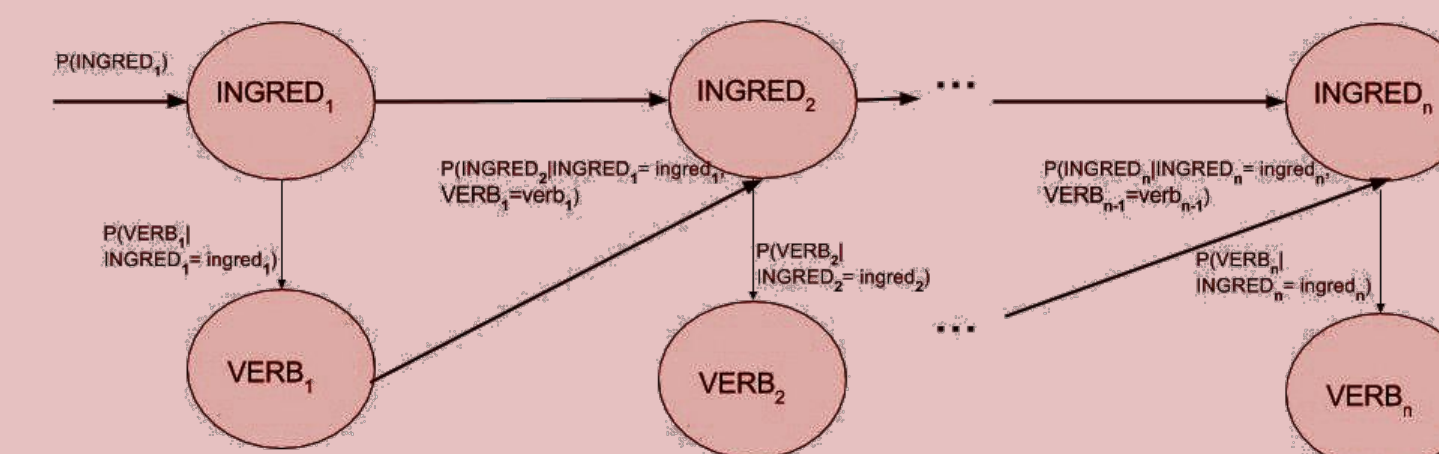 P(INGRED₁)
INGRED₁
INGRED₂
...
INGREDₙ
P(INGRED₂|INGRED₁= ingred₁,
VERB₁=verb₁)
P(INGREDₙ|INGREDₙ= ingredₙ,
VERBₙ₋₁=verbₙ₋₁)
P(VERB₁|
INGRED₁= ingred₁)
P(VERB₂|
INGRED₂= ingred₂)
P(VERBₙ|
INGREDₙ= ingredₙ)
...
VERB₁
VERB₂
VERBₙ